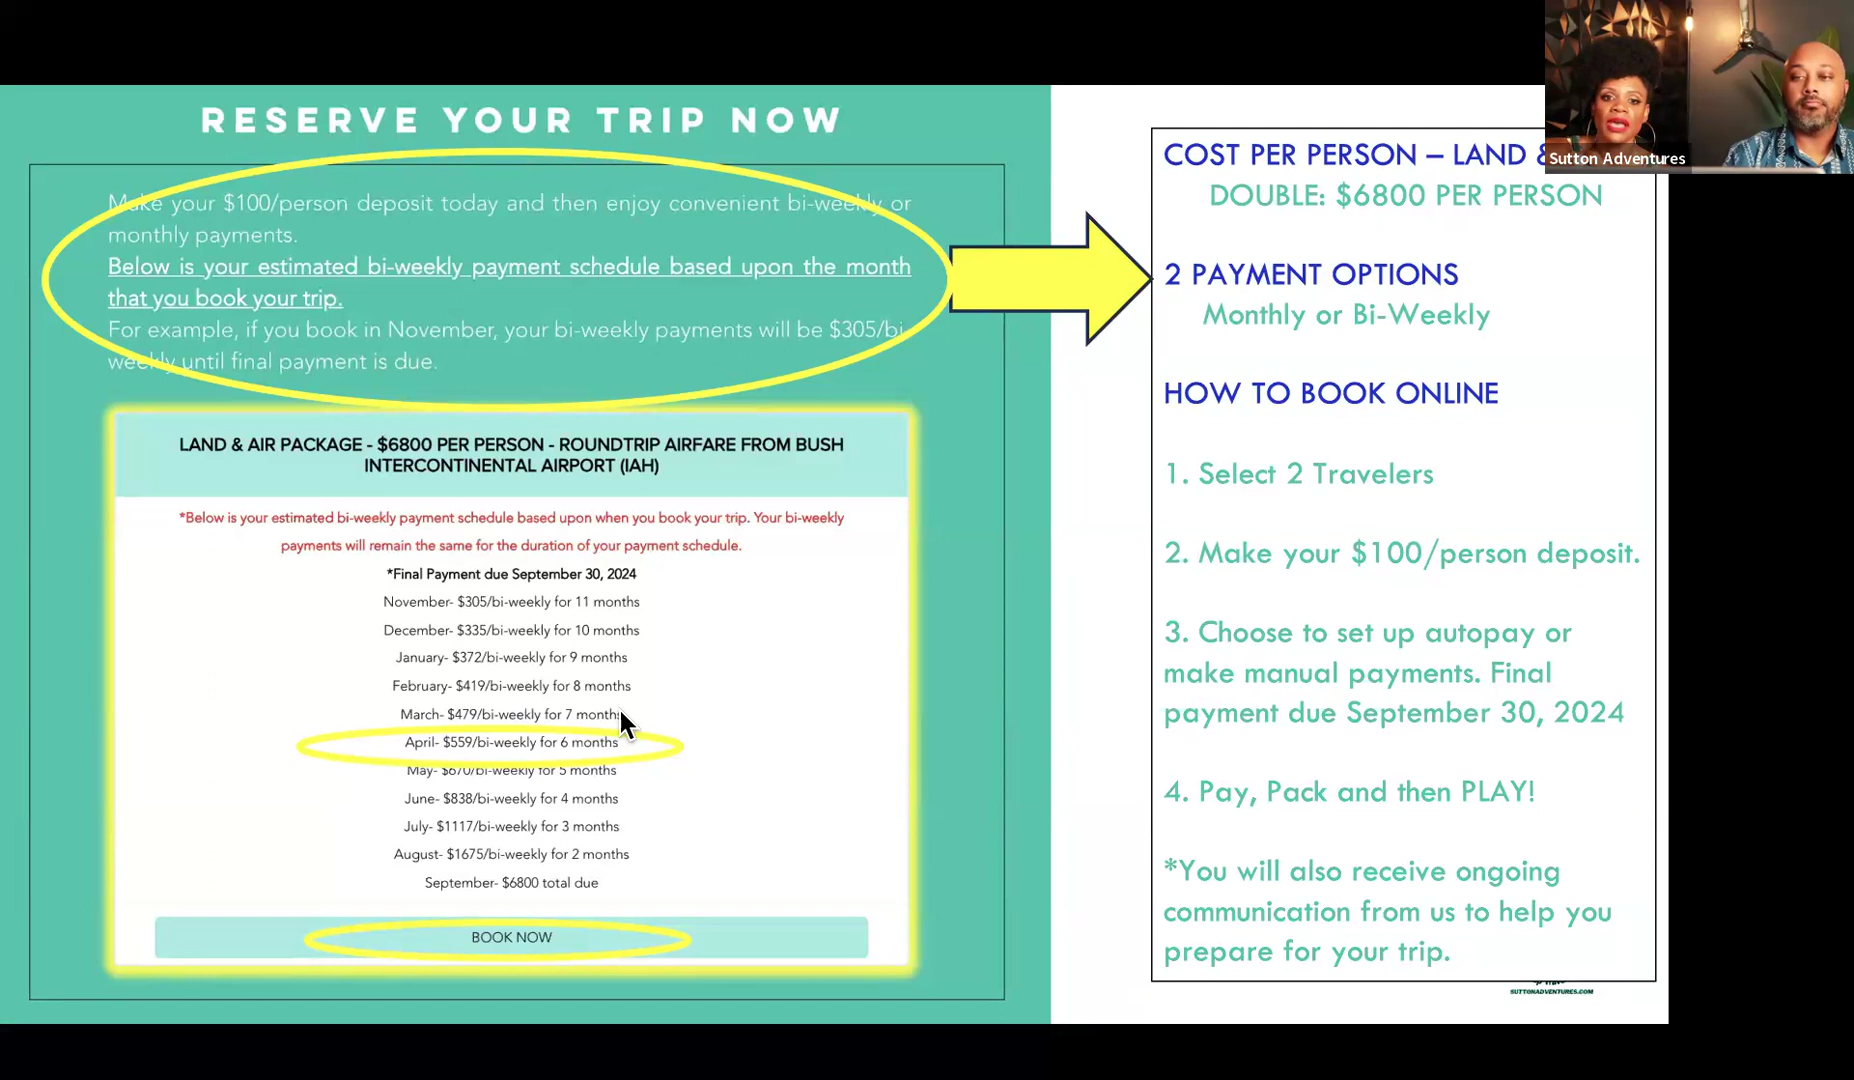 RESERVE YOUR TRIP NOW
Make your $100/person deposit today and then enjoy convenient bi-weekly or
monthly payments.
Below is your estimated bi-weekly payment schedule based upon the month
that you book your trip.
For example, if you book in November, your bi-weekly payments will be $305/bi-
weekly until final payment is due.
LAND & AIR PACKAGE - $6800 PER PERSON - ROUNDTRIP AIRFARE FROM BUSH
INTERCONTINENTAL AIRPORT (IAH)
*Below is your estimated bi-weekly payment schedule based upon when you book your trip. Your bi-weekly
payments will remain the same for the duration of your payment schedule.
*Final Payment due September 30, 2024
November- $305/bi-weekly for 11 months
December- $335/bi-weekly for 10 months
January- $372/bi-weekly for 9 months
February- $419/bi-weekly for 8 months
March- $479/bi-weekly for 7 months
April- $559/bi-weekly for 6 months
May- $670/bi-weekly for 5 months
June- $838/bi-weekly for 4 months
July- $1117/bi-weekly for 3 months
August- $1675/bi-weekly for 2 months
September- $6800 total due
BOOK NOW
COST PER PERSON – LAND &
DOUBLE: $6800 PER PERSON
2 PAYMENT OPTIONS
Monthly or Bi-Weekly
HOW TO BOOK ONLINE
1. Select 2 Travelers
2. Make your $100/person deposit.
3. Choose to set up autopay or
make manual payments. Final
payment due September 30, 2024
4. Pay, Pack and then PLAY!
*You will also receive ongoing
communication from us to help you
prepare for your trip.
SUTTONADVENTURES.COM
Sutton Adventures